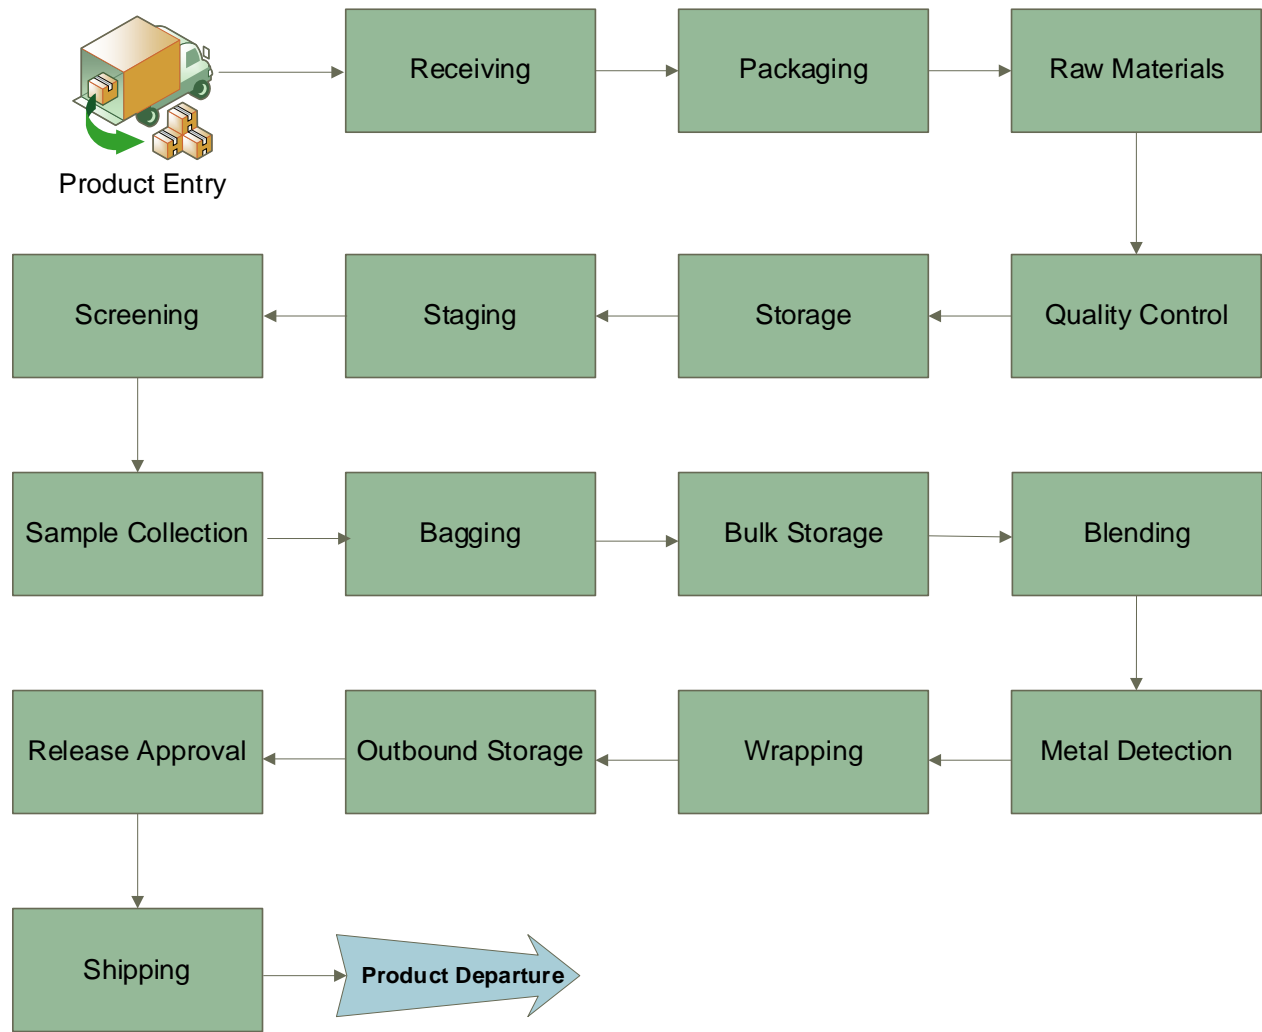 Product Entry
Receiving
Packaging
Raw Materials
Screening
Staging
Storage
Quality Control
Sample Collection
Bagging
Bulk Storage
Blending
Release Approval
Outbound Storage
Wrapping
Metal Detection
Shipping
Product Departure